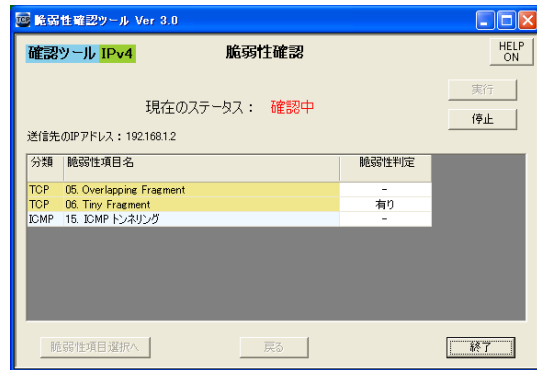 脆弱性確認ツール Ver 3.0
確認ツール IPv4 脆弱性確認 HELP ON
実行
現在のステータス： 確認中
停止
送信先のIPアドレス：192.168.1.2
分類 脆弱性項目名 脆弱性判定
TCP 05. Overlapping Fragment -
TCP 06. Tiny Fragment 有り
ICMP 15. ICMP トンネリング -
脆弱性項目選択へ 戻る 終了